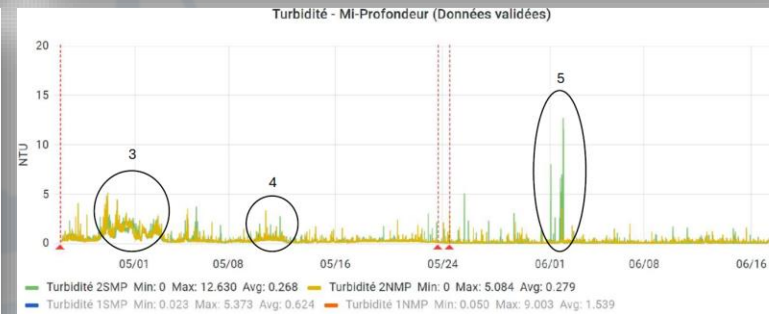 Turbidité - Mi-Profondeur (Données validées)
20
15
10
5
0
NTU
3
4
5
05/01 05/08 05/16 05/24 06/01 06/08 06/16
Turbidité 2SMP Min: 0 Max: 12.630 Avg: 0.268 Turbidité 2NMP Min: 0 Max: 5.084 Avg: 0.279
Turbidité 1SMP Min: 0.023 Max: 5.373 Avg: 0.624 Turbidité 1NMP Min: 0.050 Max: 9.003 Avg: 1.539